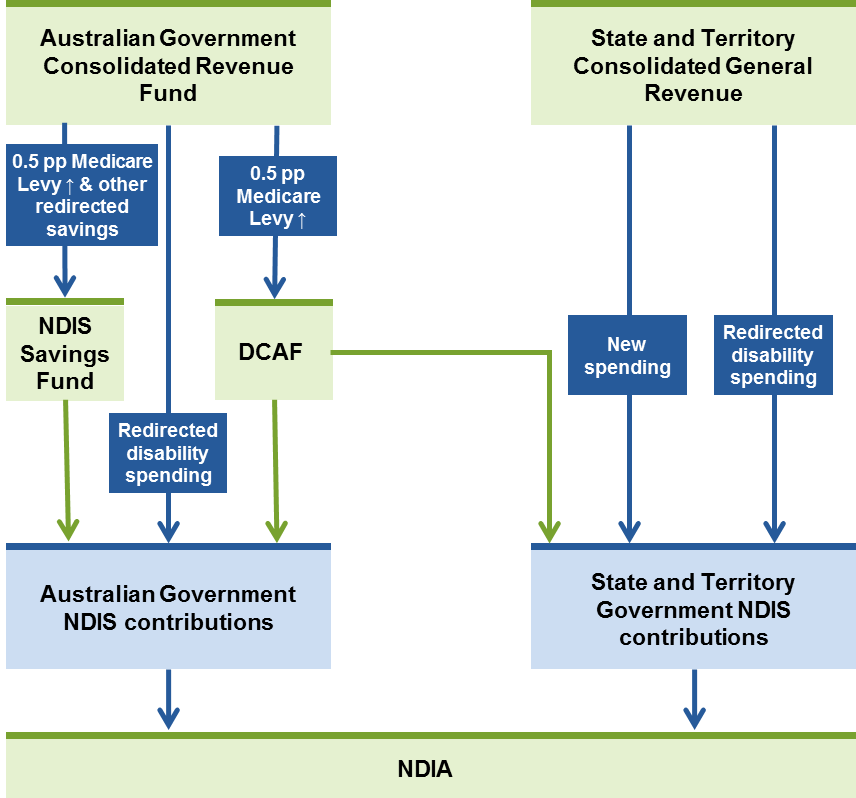 Australian Government
Consolidated Revenue
Fund
State and Territory
Consolidated General
Revenue
0.5 pp Medicare
Levy ↑ & other
redirected
savings
0.5 pp
Medicare
Levy ↑
NDIS
Savings
Fund
DCAF
New
spending
Redirected
disability
spending
Redirected
disability
spending
Australian Government
NDIS contributions
State and Territory
Government NDIS
contributions
NDIA